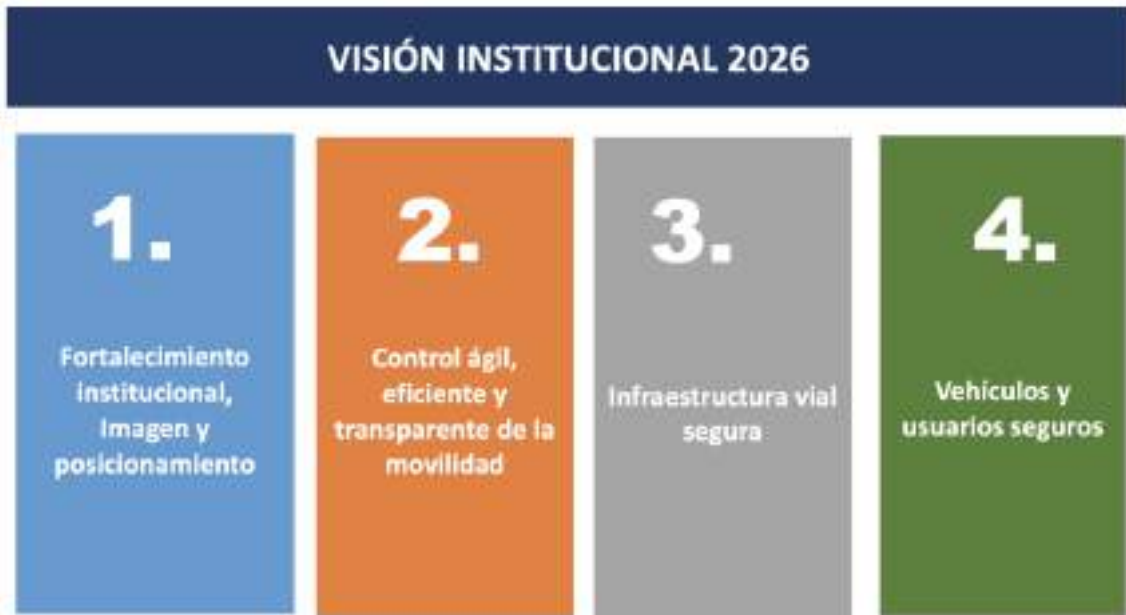 VISIÓN INSTITUCIONAL 2026
1.
Fortalecimiento
institucional,
Imagen y
posicionamiento
2.
Control ágil,
eficiente y
transparente de la
movilidad
3.
Infraestructura vial
segura
4.
Vehículos y
usuarios seguros